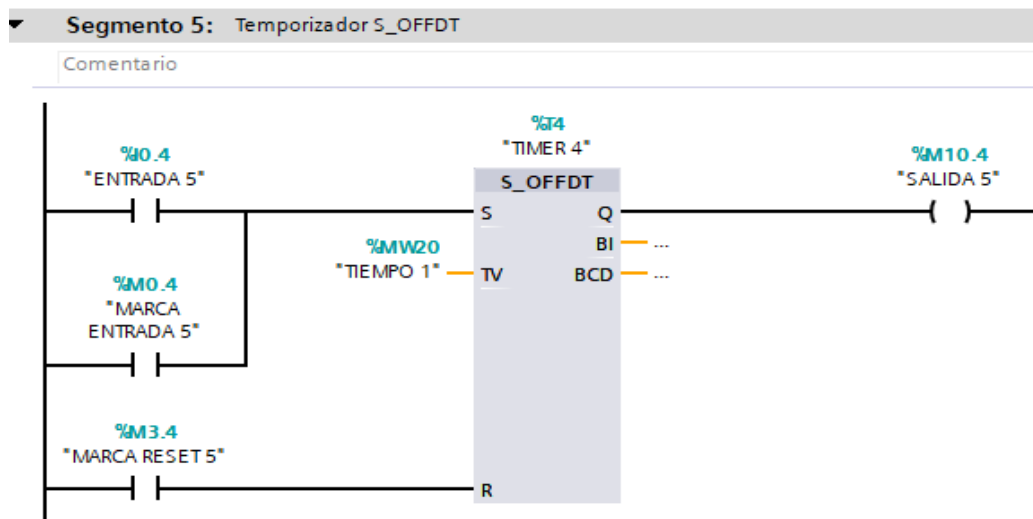 Segmento 5: Temporizador S_OFFDT
Comentario
%T4
"TIMER 4"
%I0.4
"ENTRADA 5"
%M10.4
"SALIDA 5"
S_OFFDT
S
Q
%MW20
"TIEMPO 1"
TV
BI
...
BCD
...
%M0.4
"MARCA
ENTRADA 5"
%M3.4
"MARCA RESET 5"
R